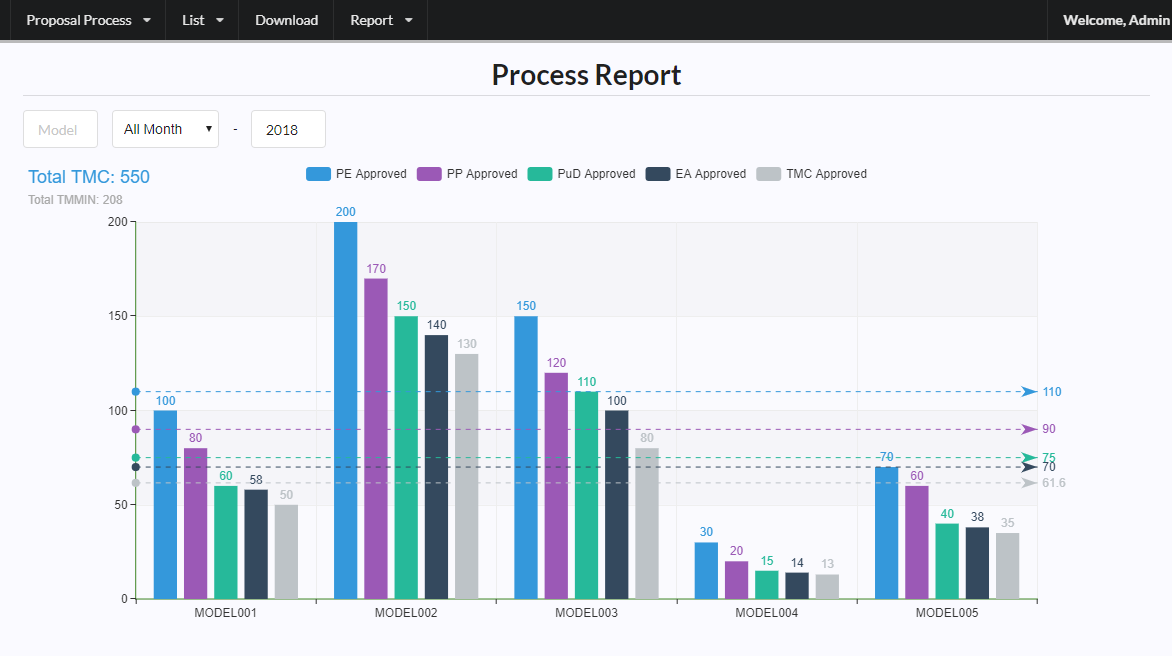 Proposal Process List Download Report Welcome, Admin
Process Report
Model All Month - 2018
Total TMC: 550
Total TMMIN: 208
PE Approved PP Approved PuD Approved EA Approved TMC Approved
200
150
100
50
0
100 80 60 58 50
200 170 150 140 130
150 120 110 100 80
30 20 15 14 13
70 60 40 38 35
110
90
75
70
61.6
MODEL001 MODEL002 MODEL003 MODEL004 MODEL005